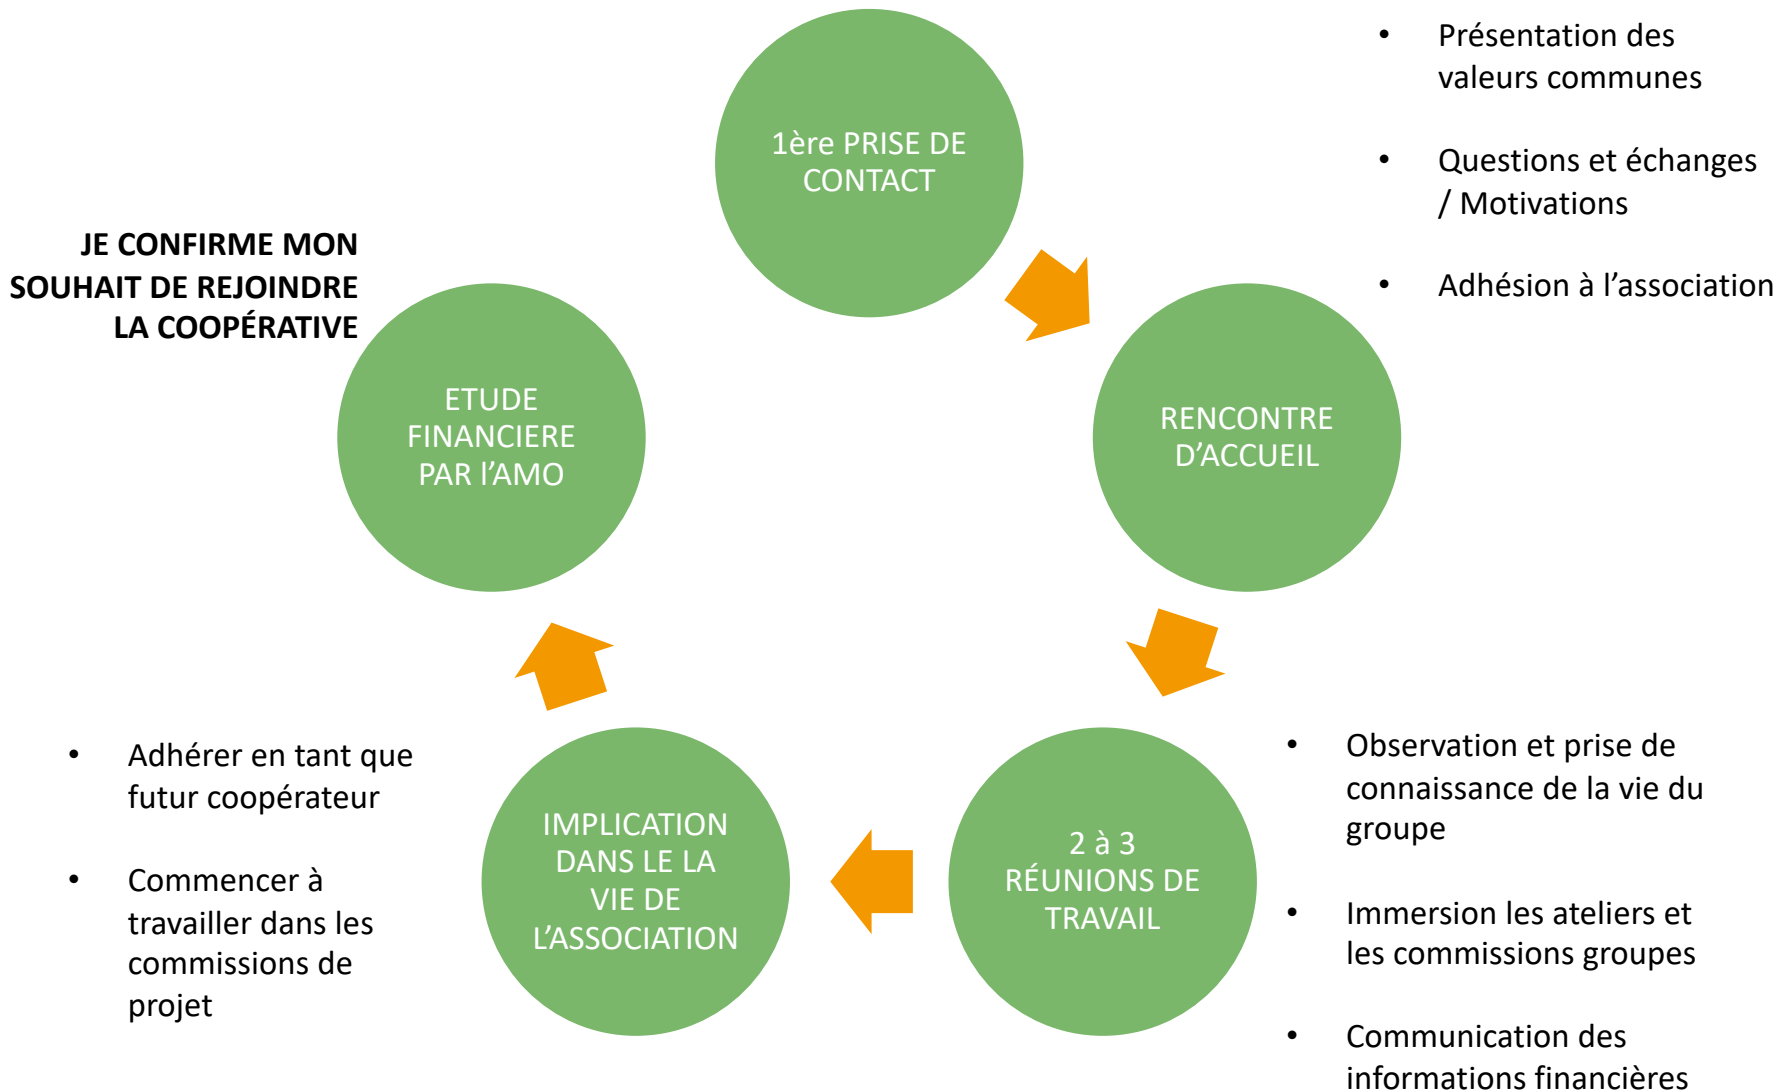 1ère PRISE DE
CONTACT
• Présentation des
valeurs communes
• Questions et échanges
/ Motivations
• Adhésion à l’association
RENCONTRE
D’ACCUEIL
2 à 3
RÉUNIONS DE
TRAVAIL
• Observation et prise de
connaissance de la vie du
groupe
• Immersion les ateliers et
les commissions groupes
• Communication des
informations financières
IMPLICATION
DANS LE LA
VIE DE
L’ASSOCIATION
• Adhérer en tant que
futur coopérateur
• Commencer à
travailler dans les
commissions de
projet
ETUDE
FINANCIERE
PAR l’AMO
JE CONFIRME MON
SOUHAIT DE REJOINDRE
LA COOPÉRATIVE